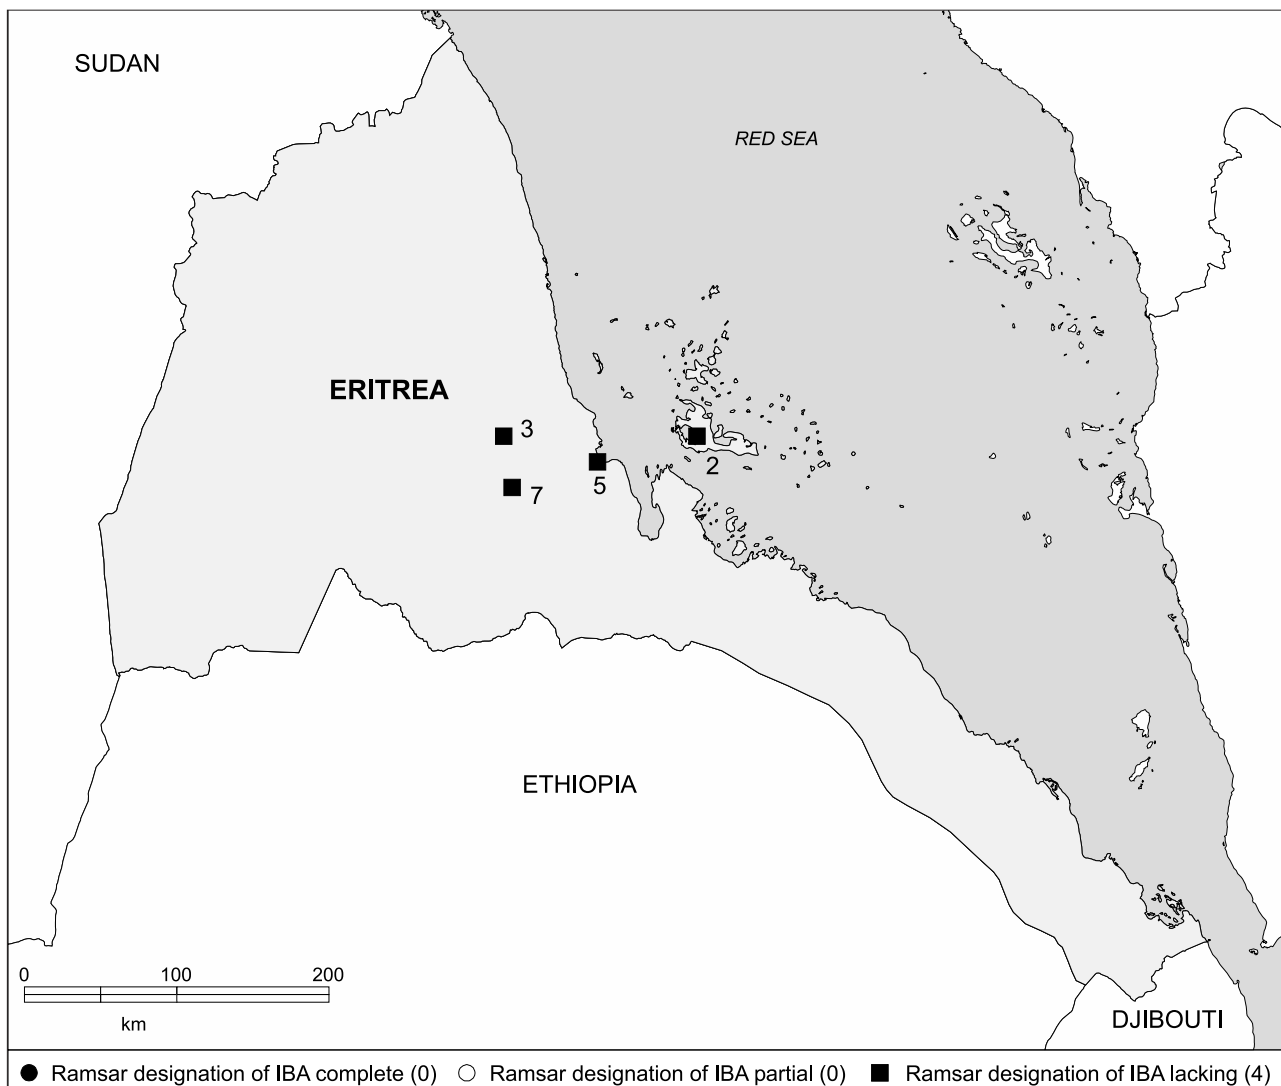 SUDAN
RED SEA
ERITREA
3
2
5
7
ETHIOPIA
0 100 200
km
DJIBOUTI
Ramsar designation of IBA complete (0) Ramsar designation of IBA partial (0) Ramsar designation of IBA lacking (4)